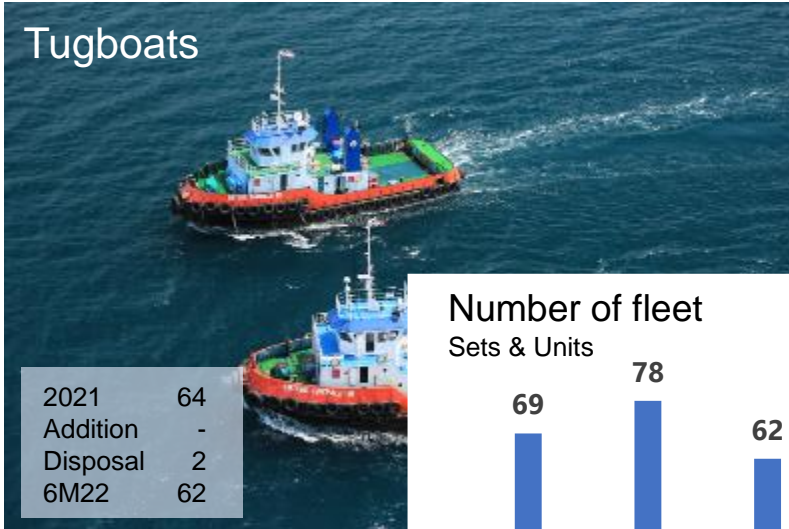 Tugboats
Number of fleet
Sets & Units
69
78
62
2021 64
Addition -
Disposal 2
6M22 62